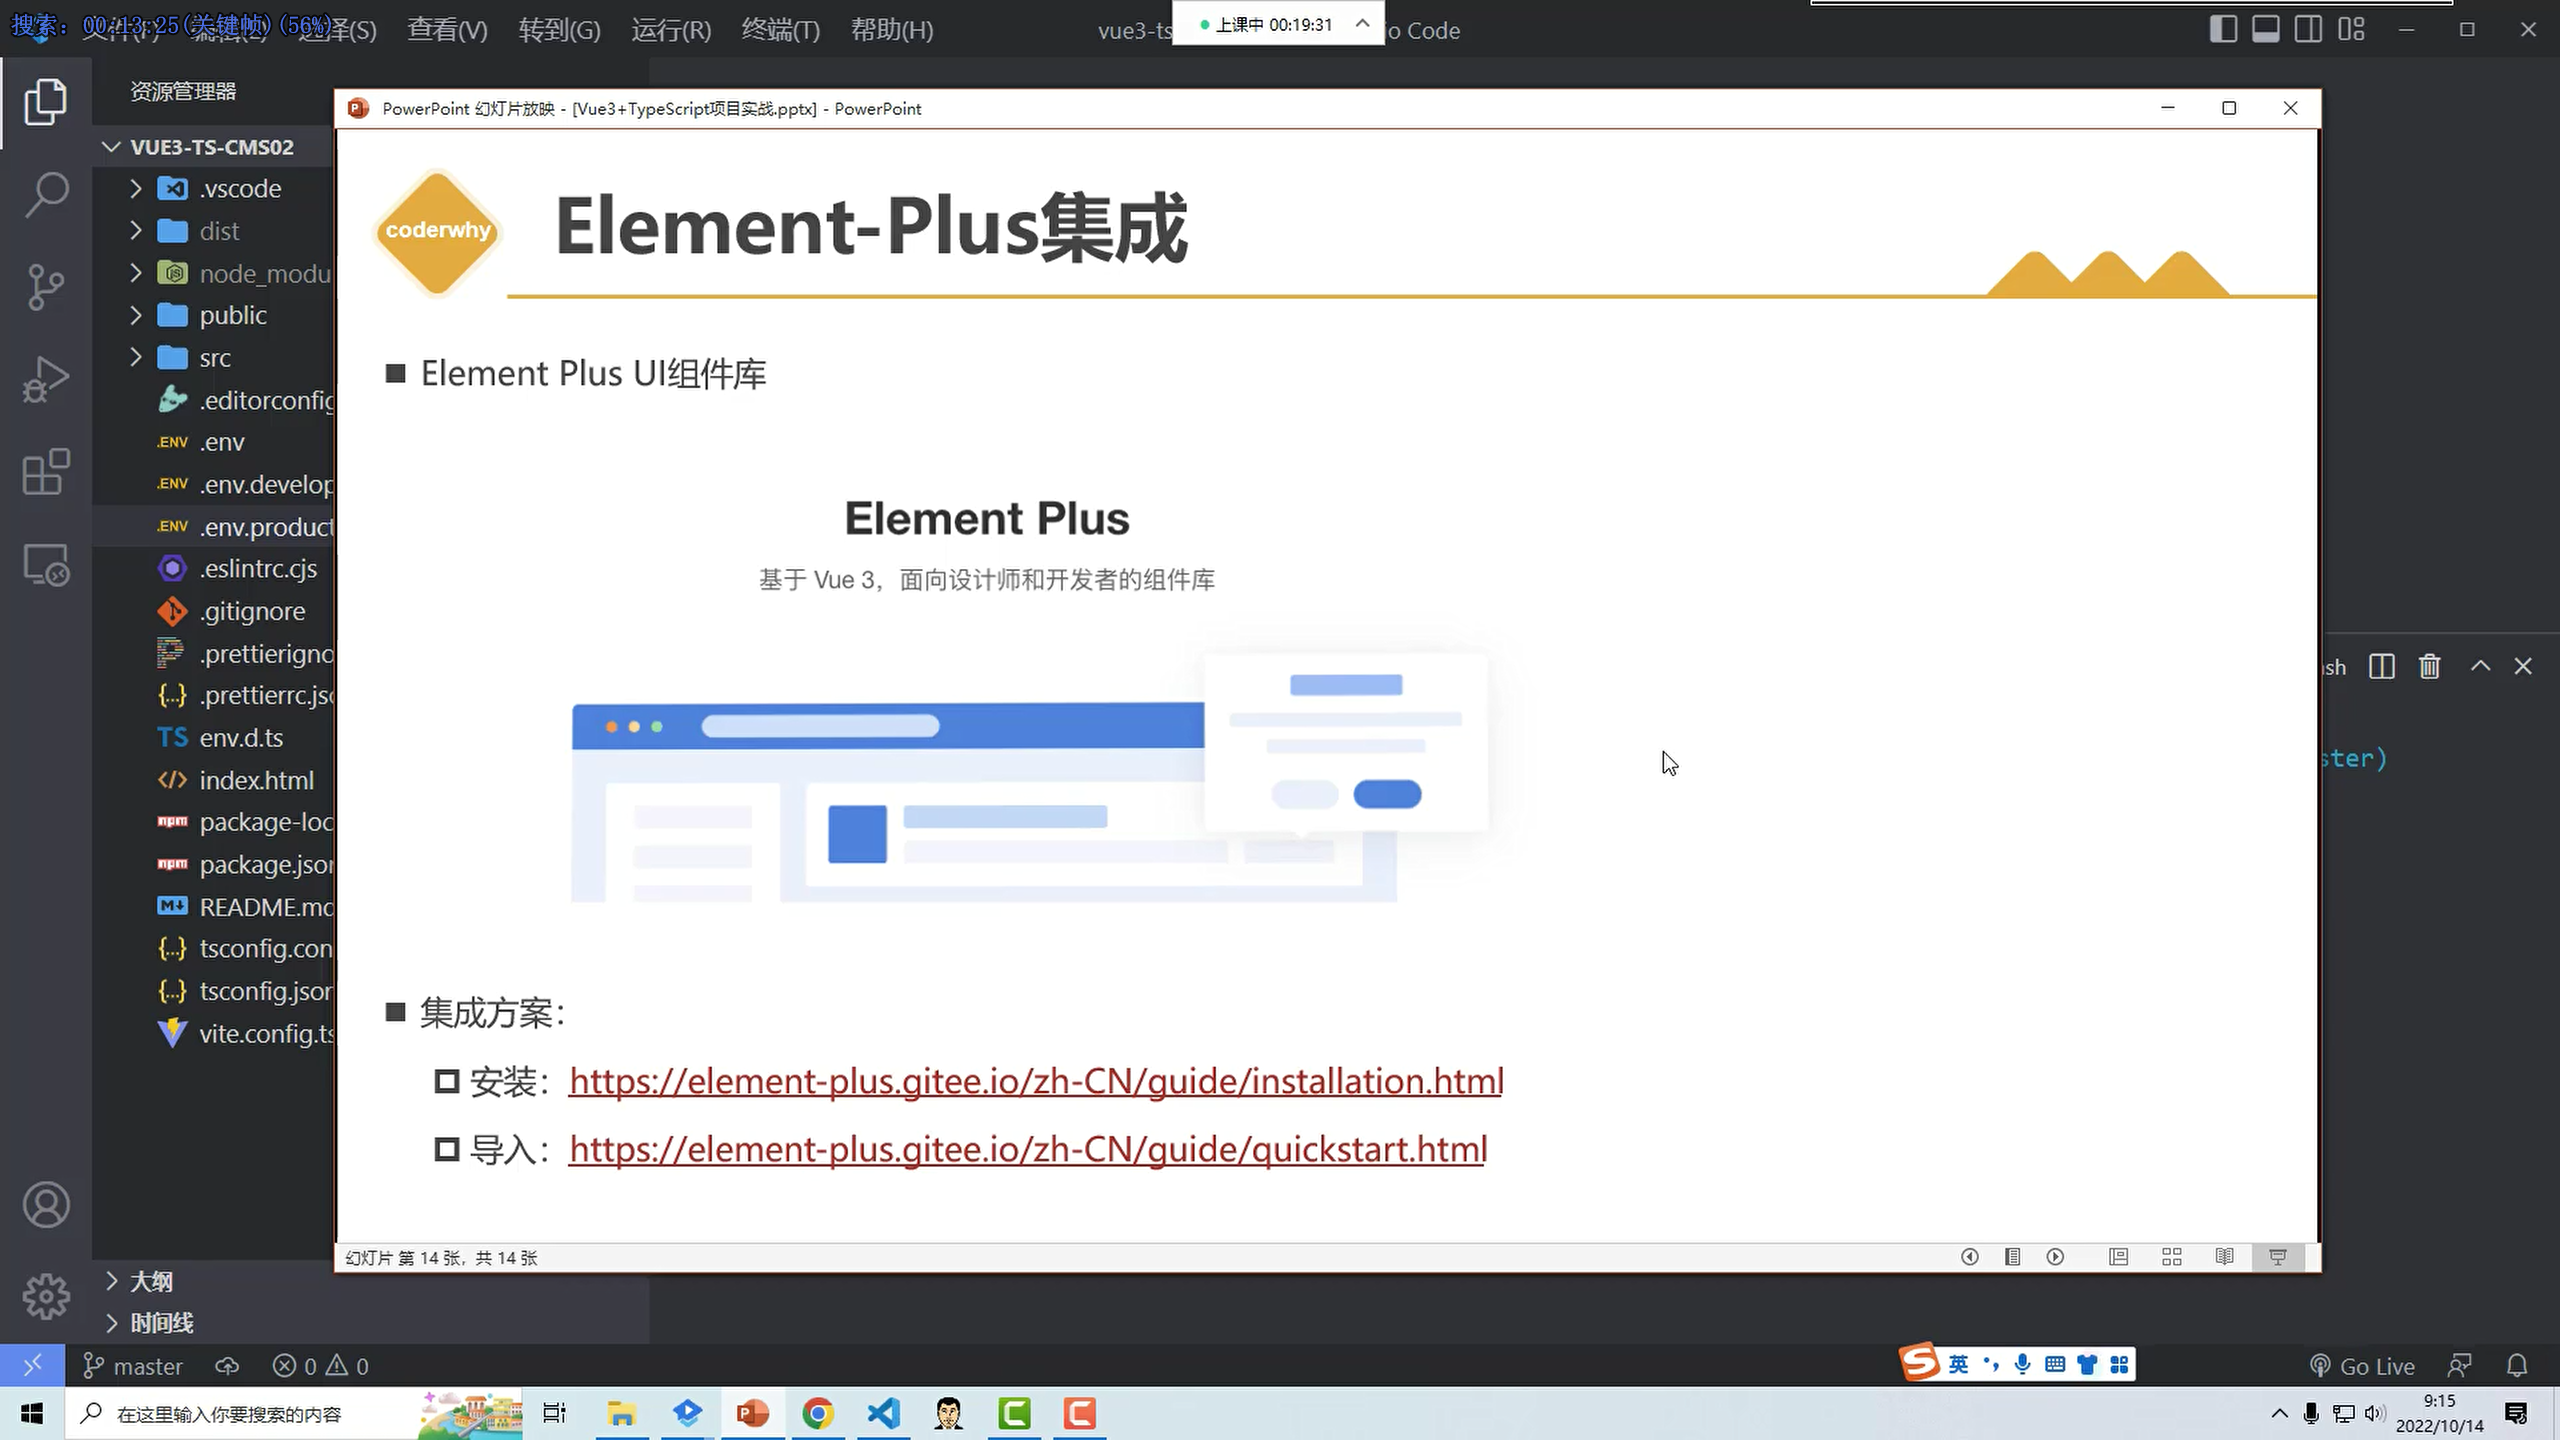 搜索: 00:13:25(关键帧)(56%)
查看(V) 转到(G) 运行(R) 终端(T) 帮助(H)
vue3-ts
上课中 00:19:31
io Code
资源管理器
VUE3-TS-CMS02
.vscode
dist
node_modu
public
src
.editorconfig
.env
.env.develop
.env.product
.eslintrc.cjs
.gitignore
.prettierigno
.prettierrc.jso
env.d.ts
index.html
package-loc
package.json
README.md
tsconfig.con
tsconfig.json
vite.config.ts
大纲
时间线
PowerPoint 幻灯片放映 - [Vue3+TypeScript项目实战.pptx] - PowerPoint
coderwhy
Element-Plus集成
Element Plus UI组件库
Element Plus
基于 Vue 3，面向设计师和开发者的组件库
集成方案：
安装：https://element-plus.gitee.io/zh-CN/guide/installation.html
导入：https://element-plus.gitee.io/zh-CN/guide/quickstart.html
幻灯片 第 14 张，共 14 张
ster)
master
0 0
英
Go Live
在这里输入你要搜索的内容
9:15
2022/10/14